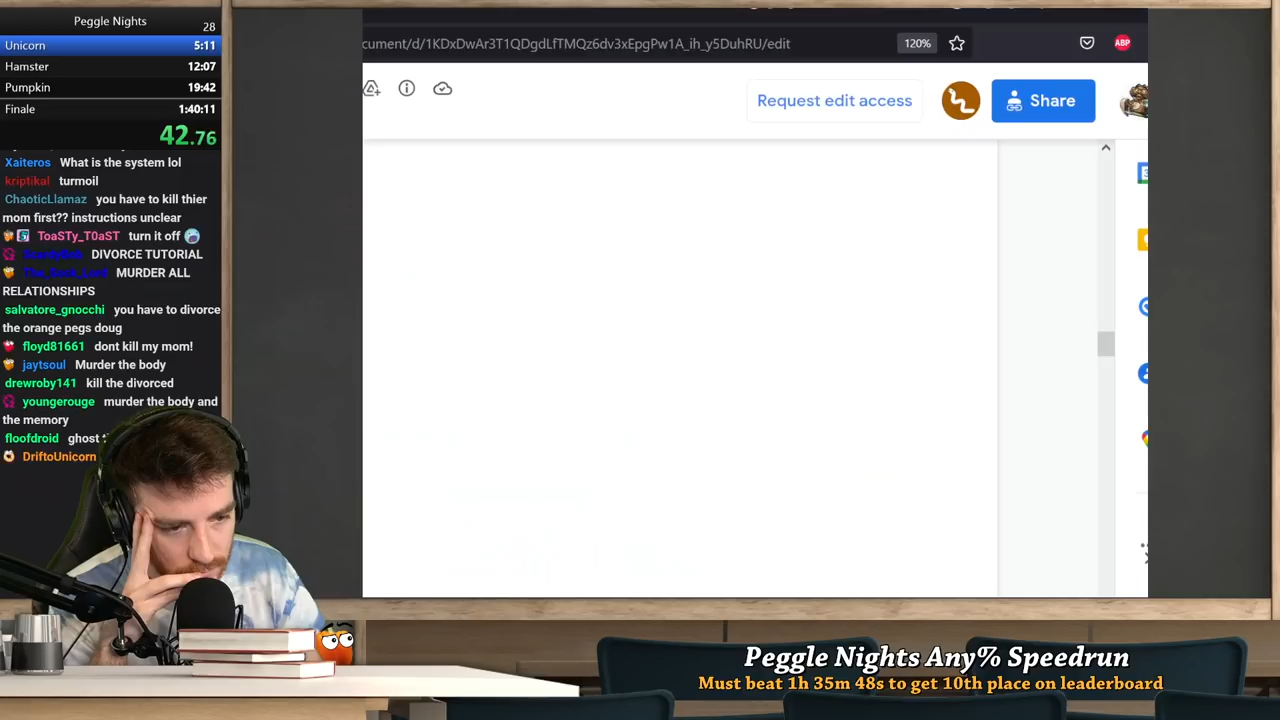 Peggle Nights
28
Unicorn 5:11
Hamster 12:07
Pumpkin 19:42
Finale 1:40:11
42.76
Xaiteros What is the system lol
kriptikal turmoil
ChaoticLlamaz you have to kill thier
mom first?? instructions unclear
ToaSTy_T0aST turn it off
DIVORCE TUTORIAL
MURDER ALL
RELATIONSHIPS
salvatore_gnocchi you have to divorce
the orange pegs doug
floyd81661 dont kill my mom!
jaytsoul Murder the body
drewroby141 kill the divorced
youngerouge murder the body and
the memory
floofdroid ghost
DriftoUnicorn
cument/d/1KDxDwAr3T1QDgdLfTMQz6dv3xEpgPw1A_ih_y5DuhRU/edit
120%
ABP
Request edit access
Share
Peggle Nights Any% Speedrun
Must beat 1h 35m 48s to get 10th place on leaderboard